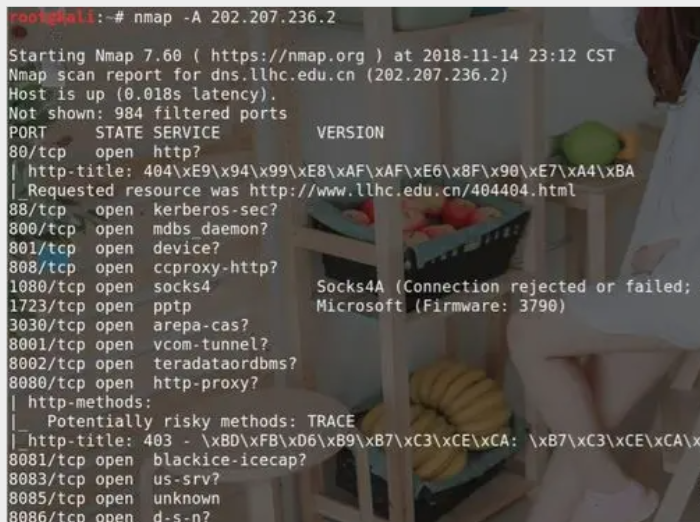 root@kali:~# nmap -A 202.207.236.2
Starting Nmap 7.60 ( https://nmap.org ) at 2018-11-14 23:12 CST
Nmap scan report for dns.llhc.edu.cn (202.207.236.2)
Host is up (0.018s latency).
Not shown: 984 filtered ports
PORT     STATE SERVICE        VERSION
80/tcp   open  http?
| http-title: 404\xE9\x94\x99\xE8\xAF\xAF\xE6\x8F\x90\xE7\xA4\xBA
|_Requested resource was http://www.llhc.edu.cn/404404.html
88/tcp   open  kerberos-sec?
800/tcp  open  mdbs_daemon?
801/tcp  open  device?
808/tcp  open  ccproxy-http?
1080/tcp open  socks4         Socks4A (Connection rejected or failed;
1723/tcp open  pptp           Microsoft (Firmware: 3790)
3030/tcp open  arepa-cas?
8001/tcp open  vcom-tunnel?
8002/tcp open  teradataordbms?
8080/tcp open  http-proxy?
| http-methods:
|_  Potentially risky methods: TRACE
|_http-title: 403 - \xBD\xFB\xD6\xB9\xB7\xC3\xCE\xCA: \xB7\xC3\xCE\xCA\x
8081/tcp open  blackice-icecap?
8083/tcp open  us-srv?
8085/tcp open  unknown
8086/tcp open  d-s-n?